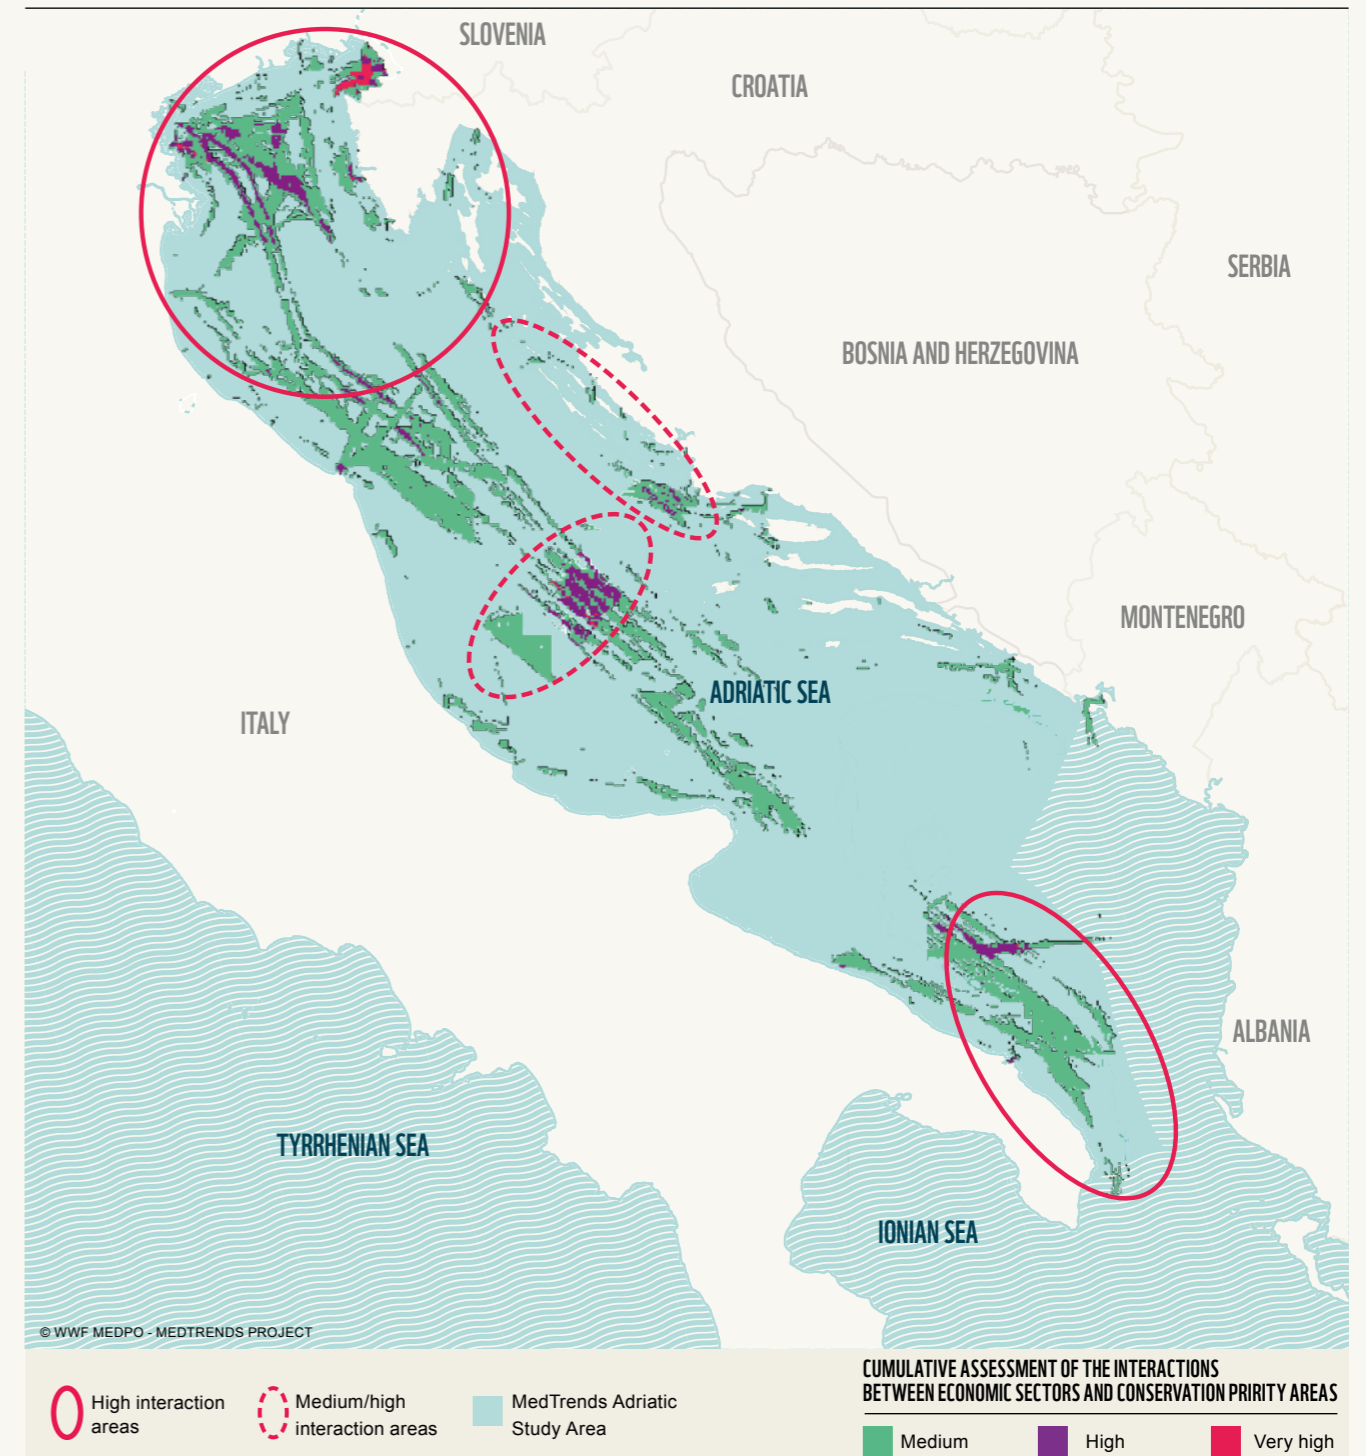 SLOVENIA
CROATIA
SERBIA
BOSNIA AND HERZEGOVINA
MONTENEGRO
ADRIATIC SEA
ITALY
ALBANIA
TYRRHENIAN SEA
IONIAN SEA
© WWF MEDPO - MEDTRENDS PROJECT
High interaction
areas
Medium/high
interaction areas
MedTrends Adriatic
Study Area
CUMULATIVE ASSESSMENT OF THE INTERACTIONS
BETWEEN ECONOMIC SECTORS AND CONSERVATION PRIRITY AREAS
Medium
High
Very high